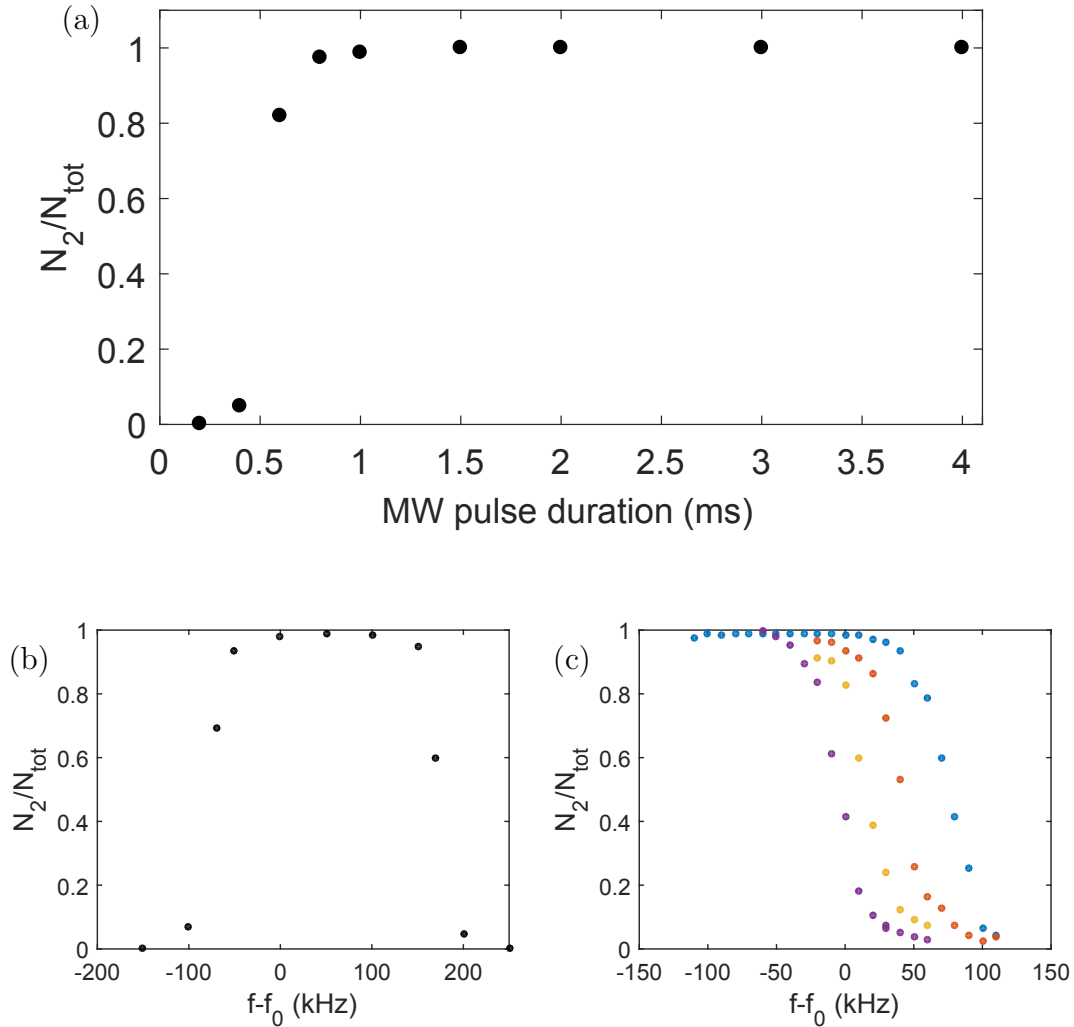 (a)
1
0.8
0.6
0.4
0.2
0
N2/Ntot
0 0.5 1 1.5 2 2.5 3 3.5 4
MW pulse duration (ms)
(b)
1
0.8
0.6
0.4
0.2
0
N2/Ntot
-200 -100 0 100 200
f-f0 (kHz)
(c)
1
0.8
0.6
0.4
0.2
0
N2/Ntot
-150 -100 -50 0 50 100 150
f-f0 (kHz)